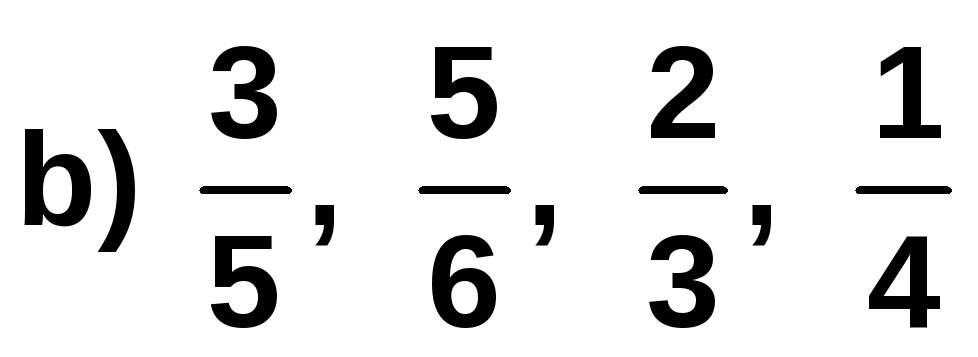 b) 3/5, 5/6, 2/3, 1/4